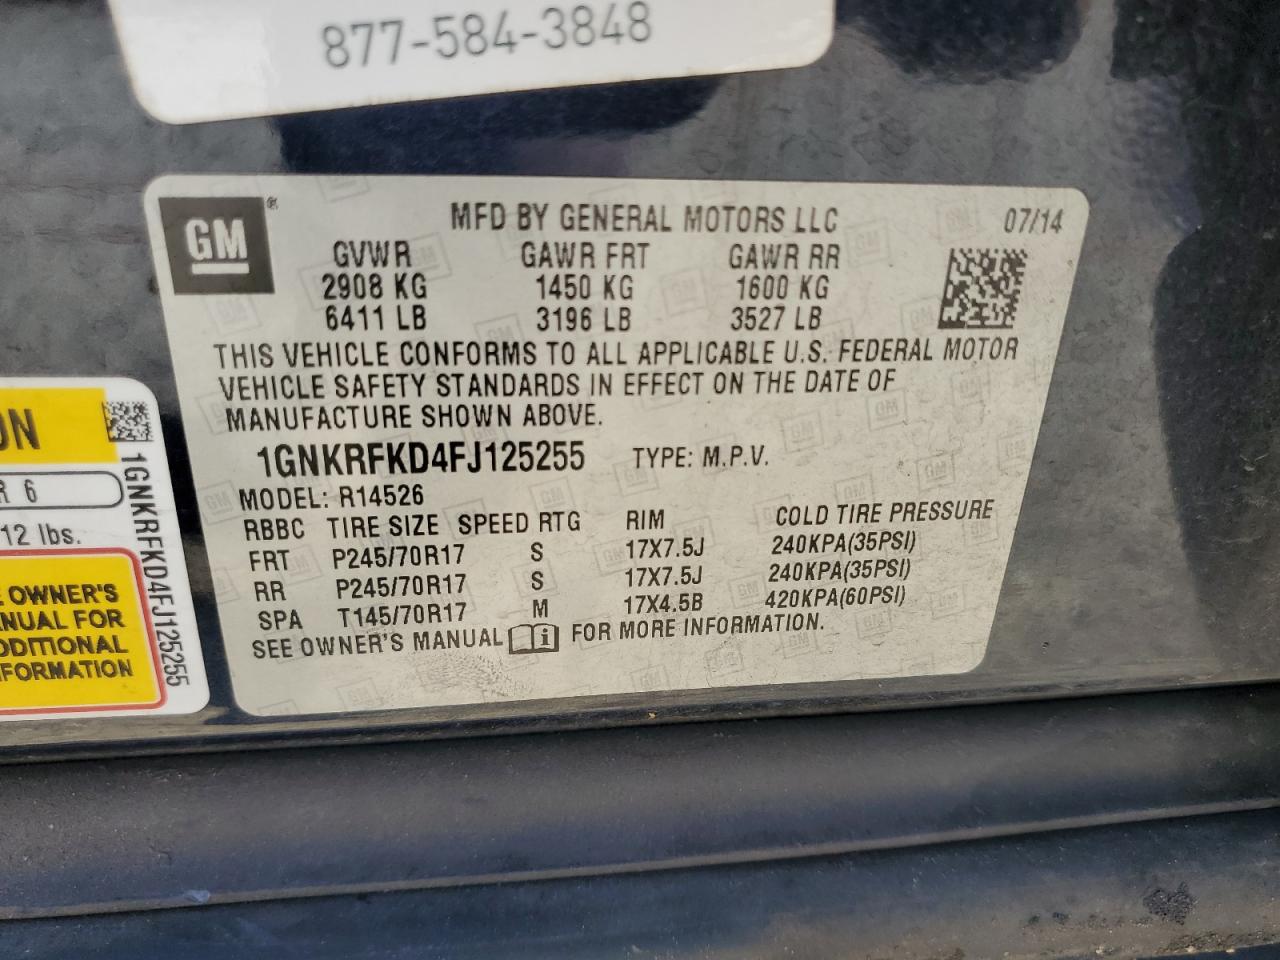 877-584-3848
GM®
MFD BY GENERAL MOTORS LLC 07/14
GVWR GAWR FRT GAWR RR
2908 KG 1450 KG 1600 KG
6411 LB 3196 LB 3527 LB
THIS VEHICLE CONFORMS TO ALL APPLICABLE U.S. FEDERAL MOTOR
VEHICLE SAFETY STANDARDS IN EFFECT ON THE DATE OF
MANUFACTURE SHOWN ABOVE.
1GNKRFKD4FJ125255 TYPE: M.P.V.
MODEL: R14526
RBBC TIRE SIZE SPEED RTG RIM COLD TIRE PRESSURE
FRT P245/70R17 S 17X7.5J 240KPA(35PSI)
RR P245/70R17 S 17X7.5J 240KPA(35PSI)
SPA T145/70R17 M 17X4.5B 420KPA(60PSI)
SEE OWNER'S MANUAL i FOR MORE INFORMATION.
ON
R 6
12 lbs.
E OWNER'S
NUAL FOR
DDITIONAL
FORMATION
1GNKRFKD4FJ125255